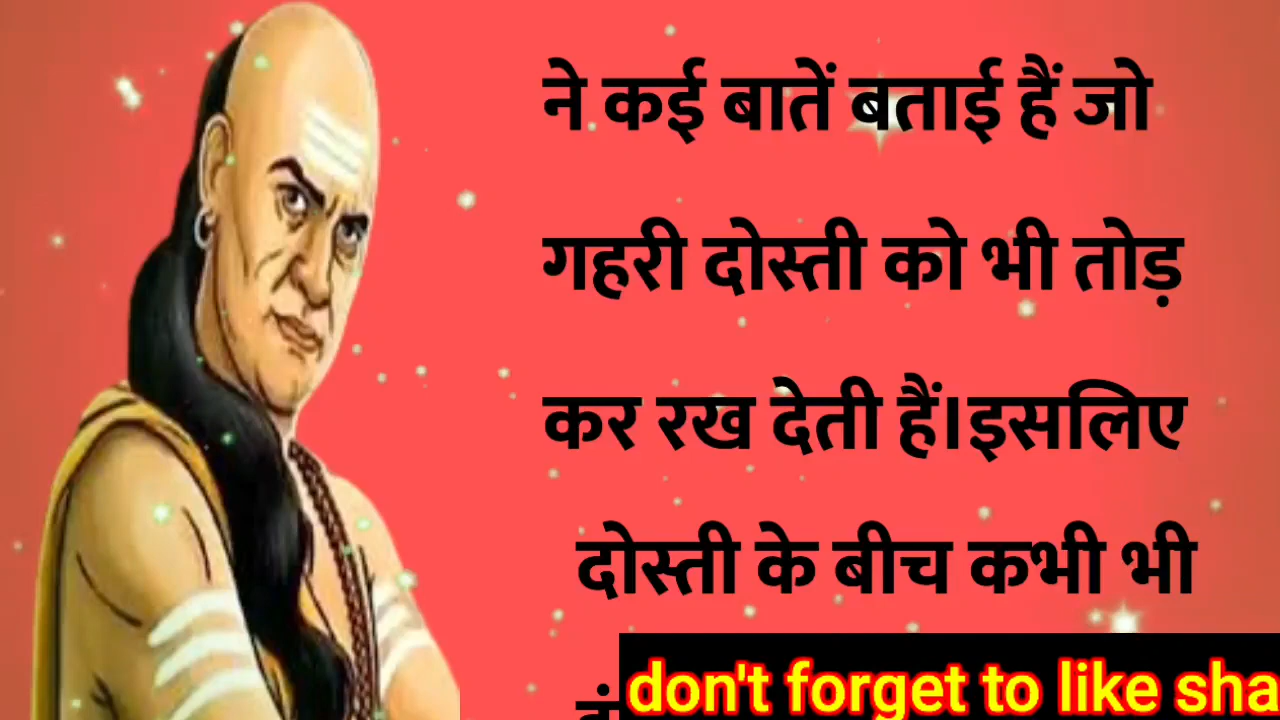 ने कई बातें बताई हैं जो
गहरी दोस्ती को भी तोड़
कर रख देती हैं।इसलिए
दोस्ती के बीच कभी भी
don't forget to like sha